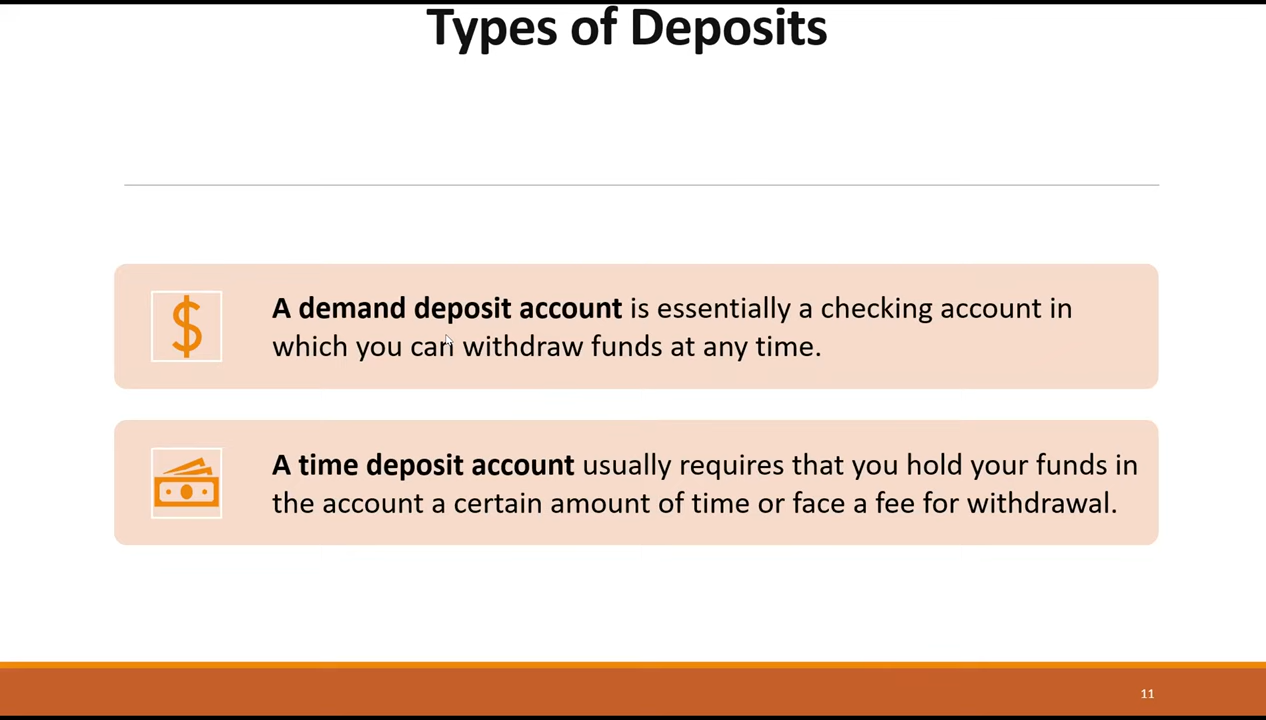 Types of Deposits
A demand deposit account is essentially a checking account in
which you can withdraw funds at any time.
A time deposit account usually requires that you hold your funds in
the account a certain amount of time or face a fee for withdrawal.
11